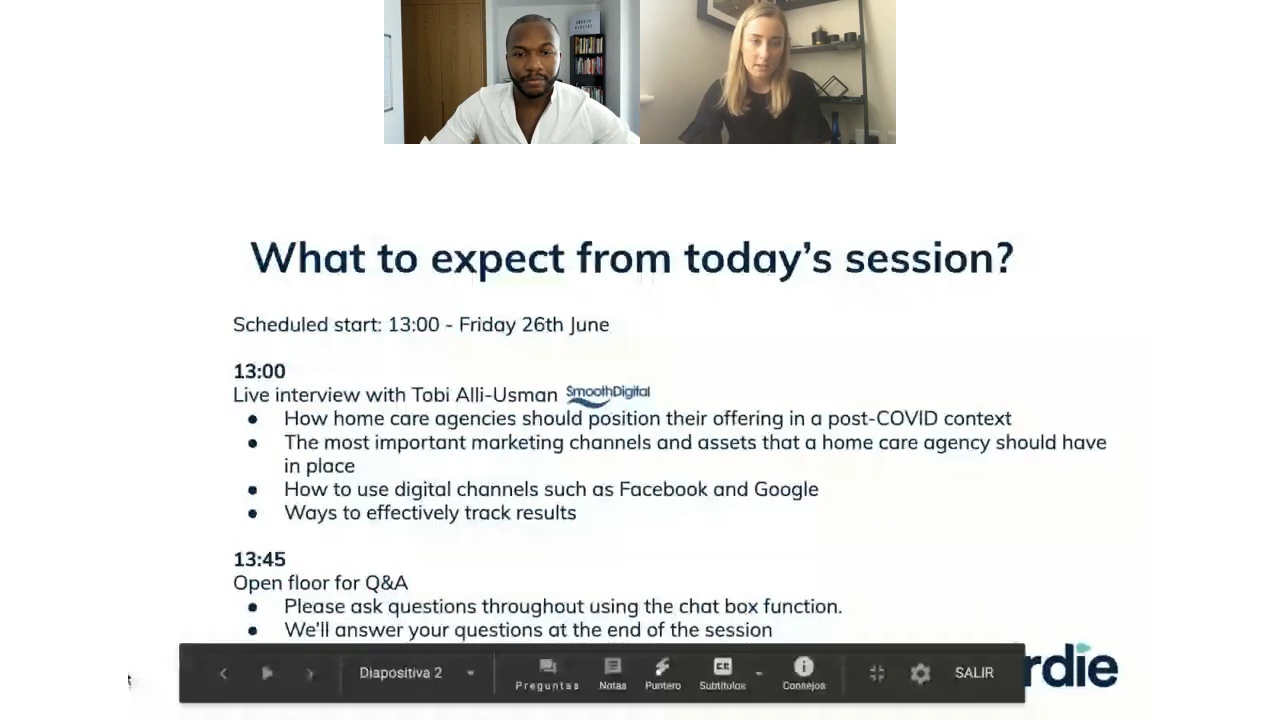 What to expect from today's session?
Scheduled start: 13:00 - Friday 26th June
13:00
Live interview with Tobi Alli-Usman SmoothDigital
● How home care agencies should position their offering in a post-COVID context
● The most important marketing channels and assets that a home care agency should have
in place
● How to use digital channels such as Facebook and Google
● Ways to effectively track results
13:45
Open floor for Q&A
● Please ask questions throughout using the chat box function.
● We'll answer your questions at the end of the session
Diapositiva 2
Preguntas
Notas
Puntero
CC
Subtítulos
Consejos
SALIR
rdie